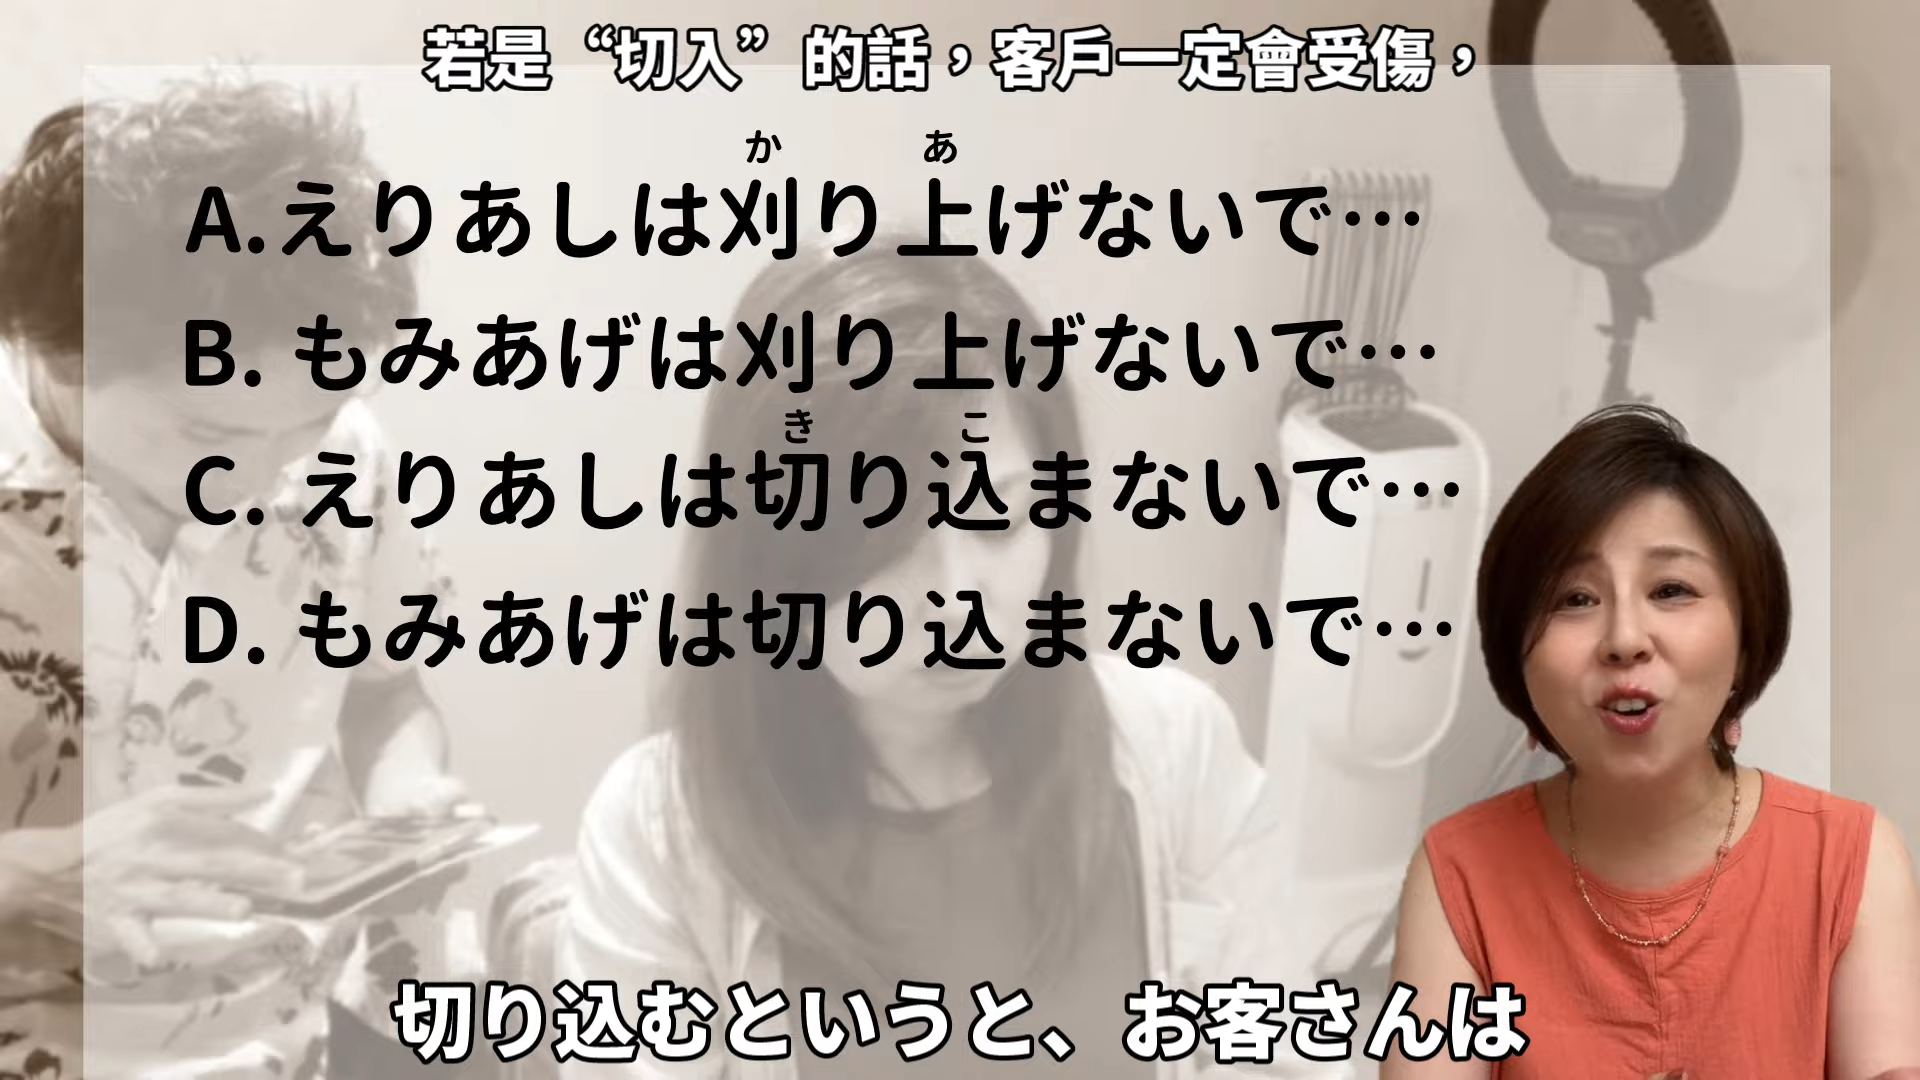 若是“切入”的話，客戶一定會受傷，
か あ
A.えりあしは刈り上げないで…
B. もみあげは刈り上げないで…
き こ
C. えりあしは切り込まないで…
D. もみあげは切り込まないで…
切り込むというと、お客さんは